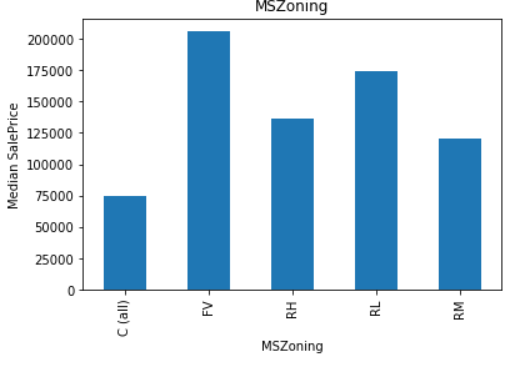 MSZoning
200000
175000
150000
125000
100000
75000
50000
25000
0
Median SalePrice
C (all)
FV
RH
RL
RM
MSZoning